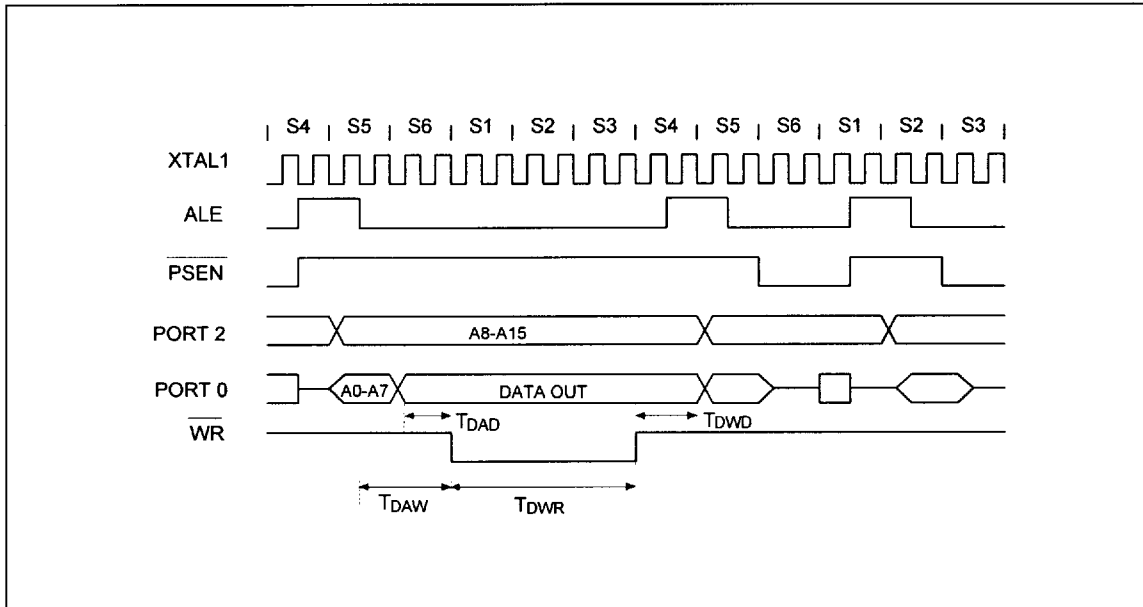 S4 S5 S6 S1 S2 S3 S4 S5 S6 S1 S2 S3
XTAL1
ALE
PSEN
PORT 2 A8-A15
PORT 0 A0-A7 DATA OUT
TDAD TDWD
WR
TDAW TDWR